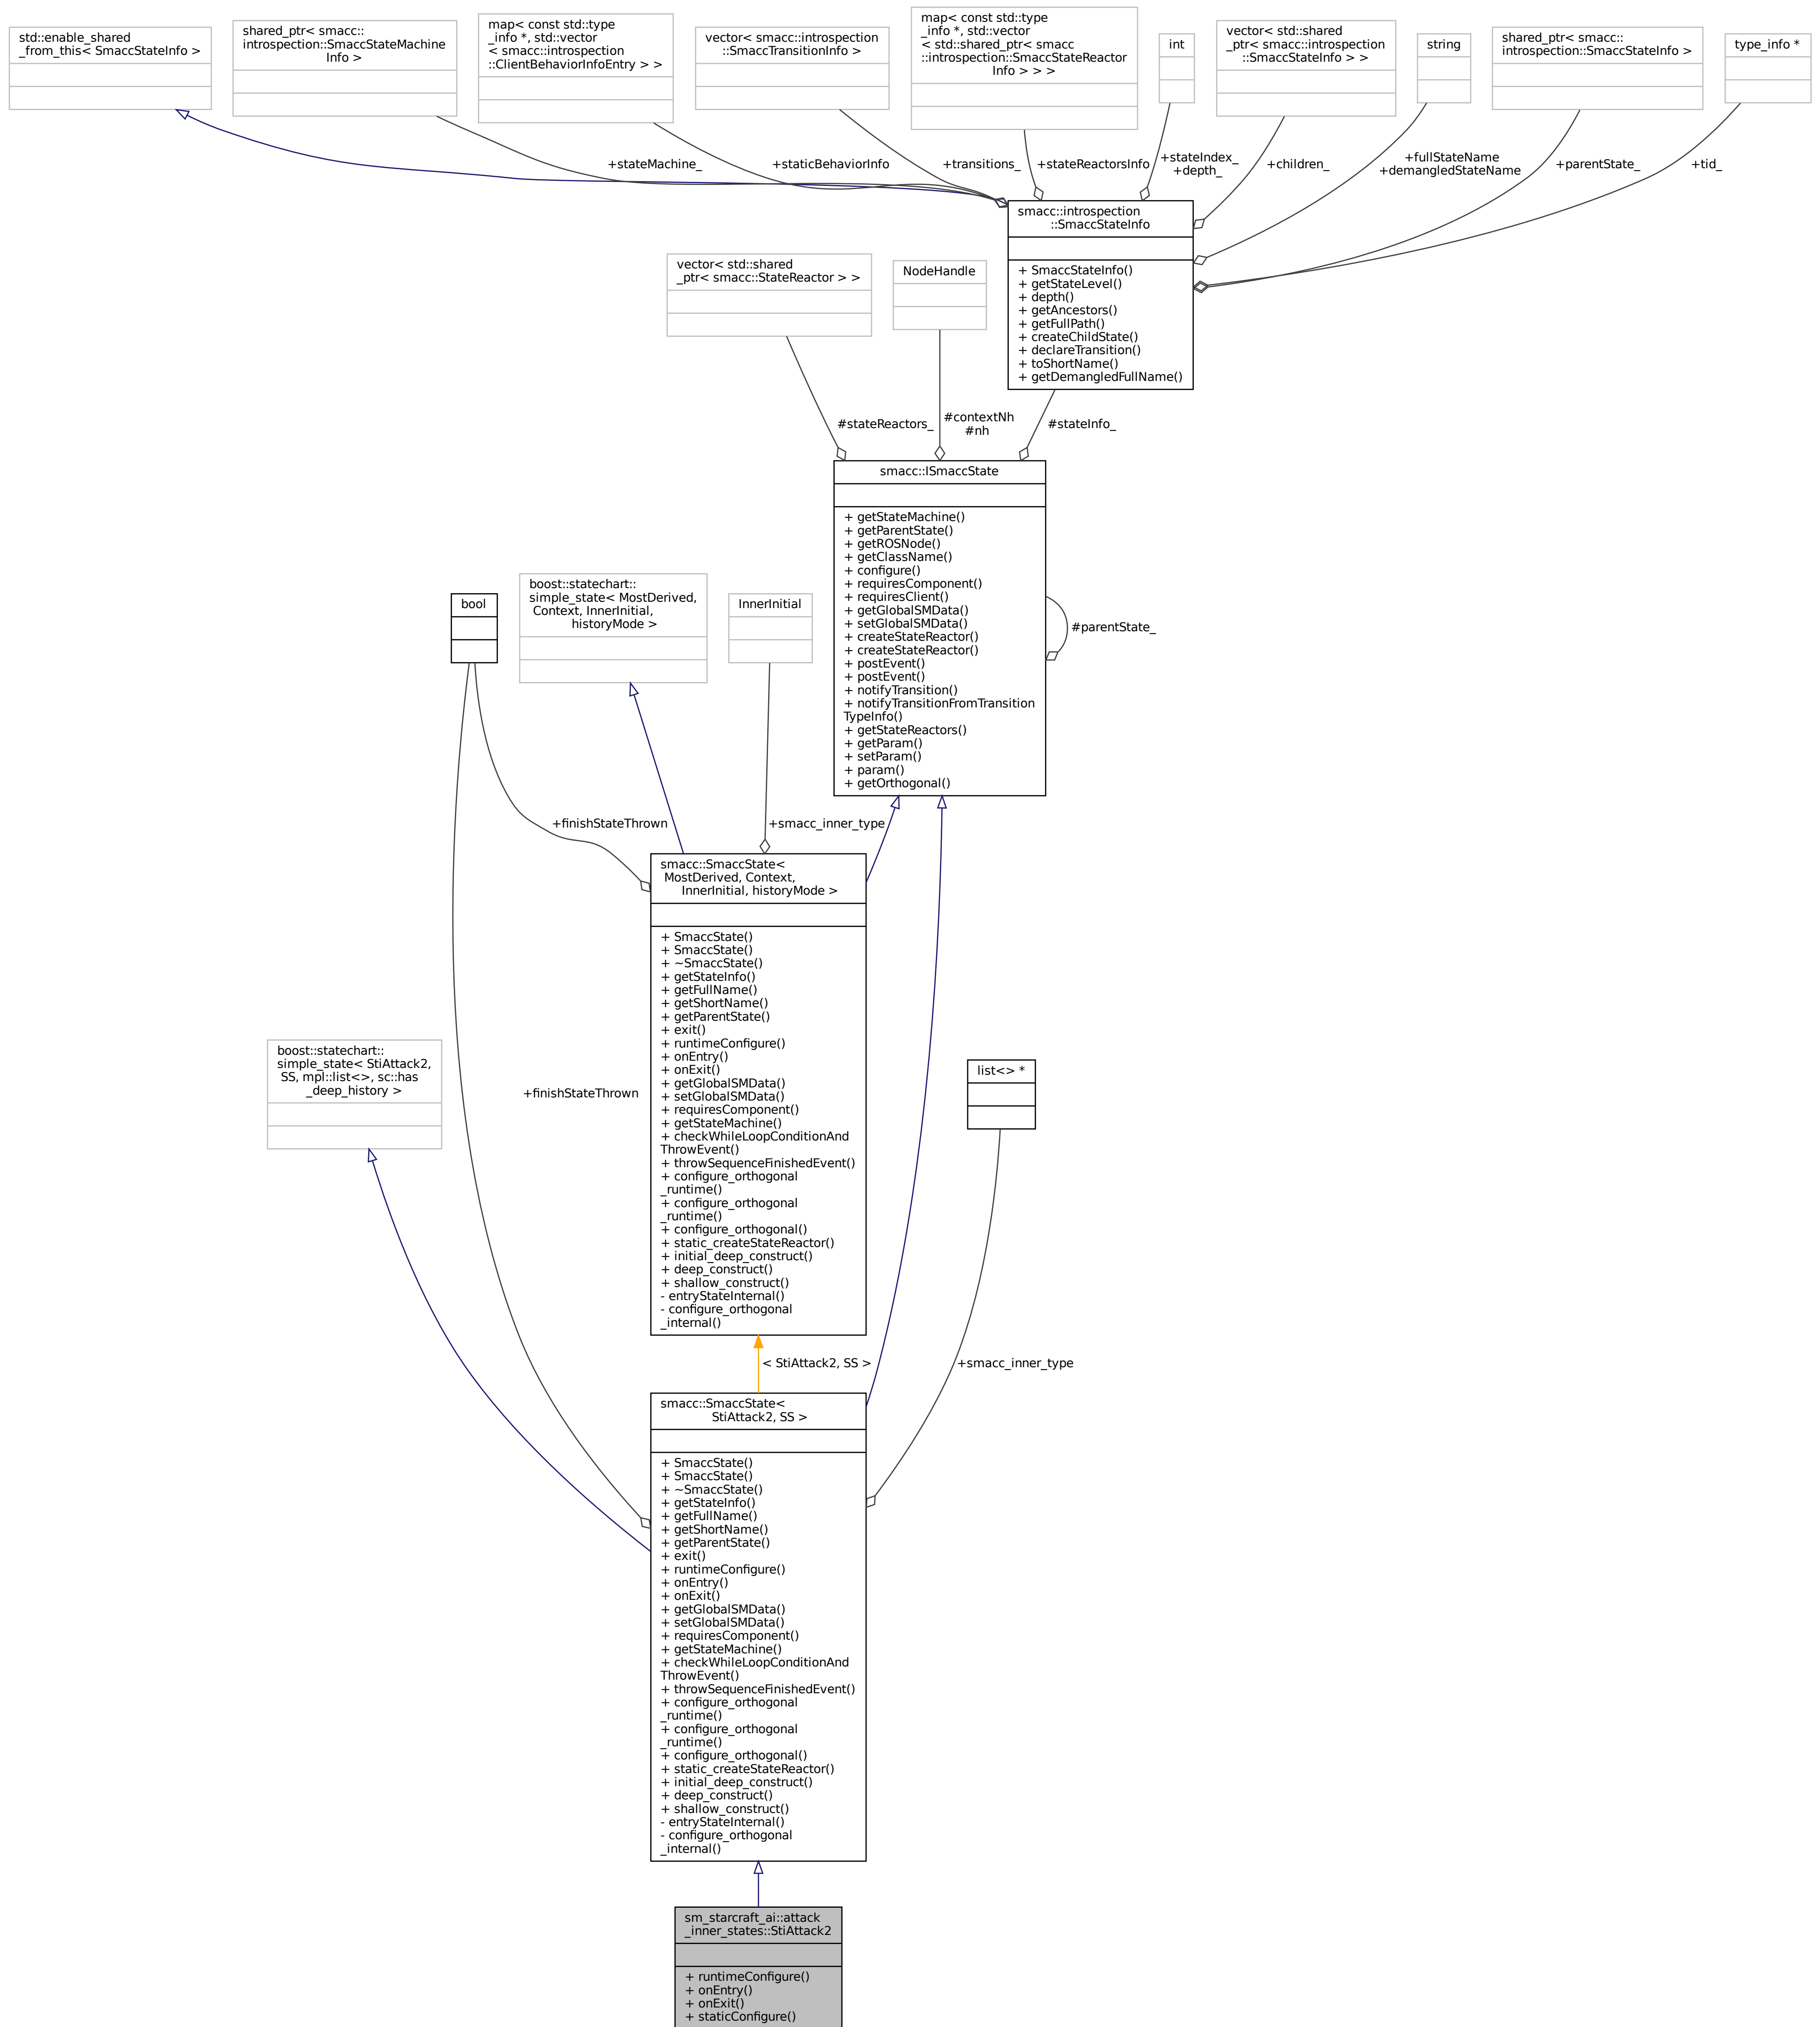 std::enable_shared
_from_this< SmaccStateInfo >
shared_ptr< smacc::
introspection::SmaccStateMachine
Info >
map< const std::type
_info *, std::vector
< smacc::introspection
::ClientBehaviorInfoEntry > >
vector< smacc::introspection
::SmaccTransitionInfo >
map< const std::type
_info *, std::vector
< std::shared_ptr< smacc
::introspection::SmaccStateReactor
Info > > >
int
vector< std::shared
_ptr< smacc::introspection
::SmaccStateInfo > >
string
shared_ptr< smacc::
introspection::SmaccStateInfo >
type_info *
+stateMachine_
+staticBehaviorInfo
+transitions_
+stateReactorsInfo
+stateIndex_
+depth_
+children_
+fullStateName
+demangledStateName
+parentState_
+tid_
smacc::introspection
::SmaccStateInfo
+ SmaccStateInfo()
+ getStateLevel()
+ depth()
+ getAncestors()
+ getFullPath()
+ createChildState()
+ declareTransition()
+ toShortName()
+ getDemangledFullName()
vector< std::shared
_ptr< smacc::StateReactor > >
NodeHandle
#stateReactors_
#contextNh
#nh
#stateInfo_
smacc::ISmaccState
+ getStateMachine()
+ getParentState()
+ getROSNode()
+ getClassName()
+ configure()
+ requiresComponent()
+ requiresClient()
+ getGlobalSMData()
+ setGlobalSMData()
+ createStateReactor()
+ createStateReactor()
+ postEvent()
+ postEvent()
+ notifyTransition()
+ notifyTransitionFromTransition
TypeInfo()
+ getStateReactors()
+ getParam()
+ setParam()
+ param()
+ getOrthogonal()
#parentState_
bool
boost::statechart::
simple_state< MostDerived,
Context, InnerInitial,
historyMode >
InnerInitial
+finishStateThrown
+smacc_inner_type
smacc::SmaccState<
MostDerived, Context,
InnerInitial, historyMode >
+ SmaccState()
+ SmaccState()
+ ~SmaccState()
+ getStateInfo()
+ getFullName()
+ getShortName()
+ getParentState()
+ exit()
+ runtimeConfigure()
+ onEntry()
+ onExit()
+ getGlobalSMData()
+ setGlobalSMData()
+ requiresComponent()
+ getStateMachine()
+ checkWhileLoopConditionAnd
ThrowEvent()
+ throwSequenceFinishedEvent()
+ configure_orthogonal
_runtime()
+ configure_orthogonal
_runtime()
+ configure_orthogonal()
+ static_createStateReactor()
+ initial_deep_construct()
+ deep_construct()
+ shallow_construct()
- entryStateInternal()
- configure_orthogonal
_internal()
boost::statechart::
simple_state< StiAttack2,
SS, mpl::list<>, sc::has
_deep_history >
+finishStateThrown
list<> *
< StiAttack2, SS >
+smacc_inner_type
smacc::SmaccState<
StiAttack2, SS >
+ SmaccState()
+ SmaccState()
+ ~SmaccState()
+ getStateInfo()
+ getFullName()
+ getShortName()
+ getParentState()
+ exit()
+ runtimeConfigure()
+ onEntry()
+ onExit()
+ getGlobalSMData()
+ setGlobalSMData()
+ requiresComponent()
+ getStateMachine()
+ checkWhileLoopConditionAnd
ThrowEvent()
+ throwSequenceFinishedEvent()
+ configure_orthogonal
_runtime()
+ configure_orthogonal
_runtime()
+ configure_orthogonal()
+ static_createStateReactor()
+ initial_deep_construct()
+ deep_construct()
+ shallow_construct()
- entryStateInternal()
- configure_orthogonal
_internal()
sm_starcraft_ai::attack
_inner_states::StiAttack2
+ runtimeConfigure()
+ onEntry()
+ onExit()
+ staticConfigure()